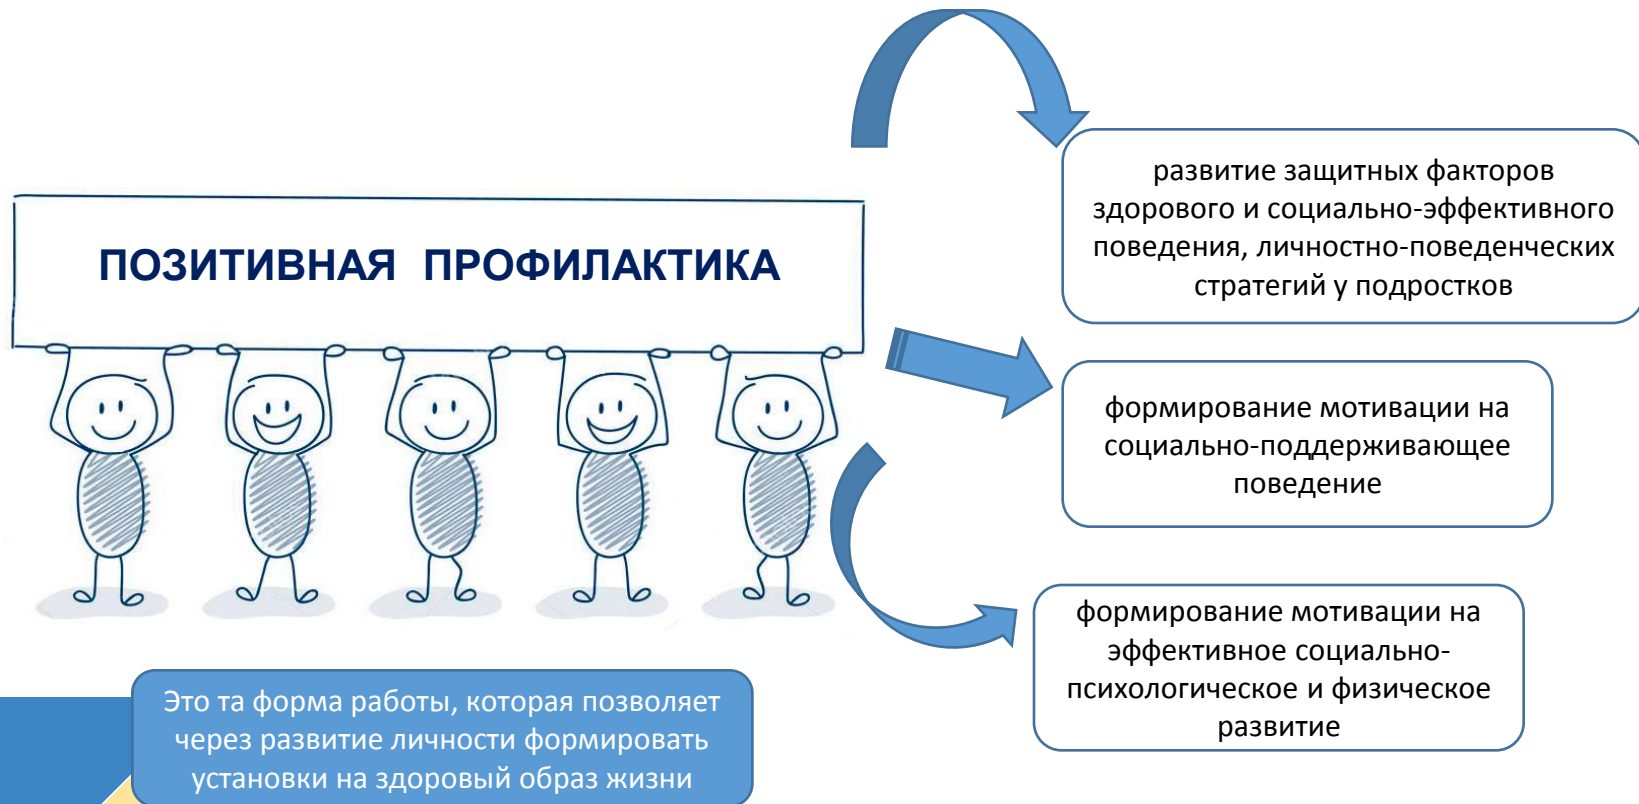 ПОЗИТИВНАЯ ПРОФИЛАКТИКА
развитие защитных факторов
здорового и социально-эффективного
поведения, личностно-поведенческих
стратегий у подростков
формирование мотивации на
социально-поддерживающее
поведение
формирование мотивации на
эффективное социально-
психологическое и физическое
развитие
Это та форма работы, которая позволяет
через развитие личности формировать
установки на здоровый образ жизни